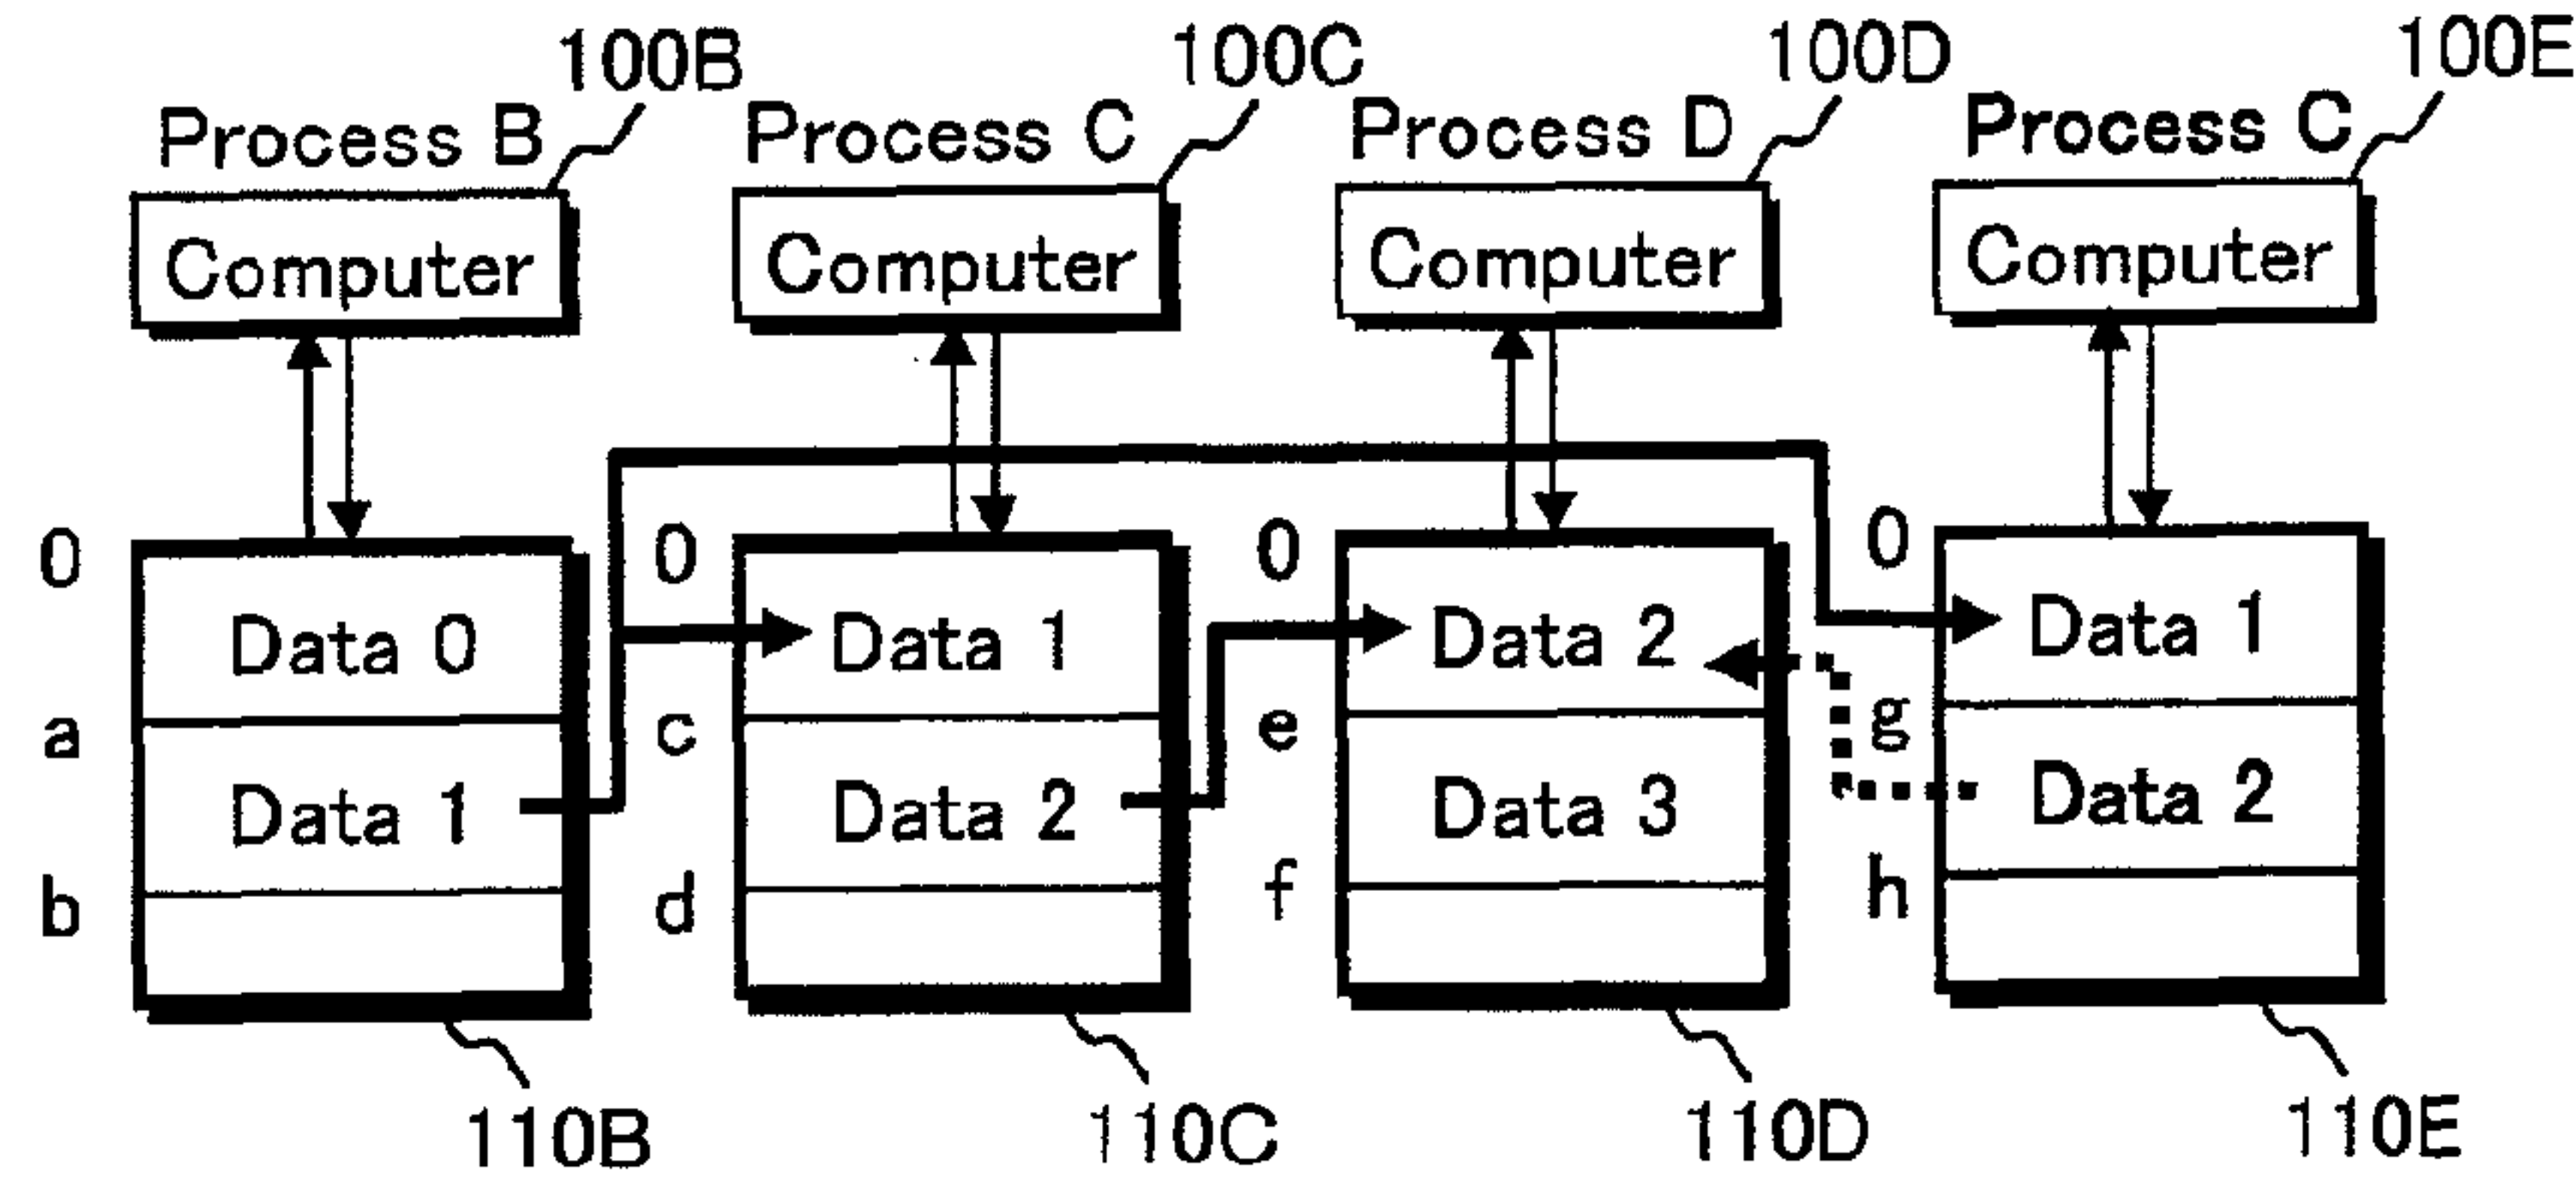 100B 100C 100D 100E
Process B Process C Process D Process C
Computer Computer Computer Computer
0 0 0 0
Data 0 Data 1 Data 2 Data 1
a c e g
Data 1 Data 2 Data 3 Data 2
b d f h
110B 110C 110D 110E